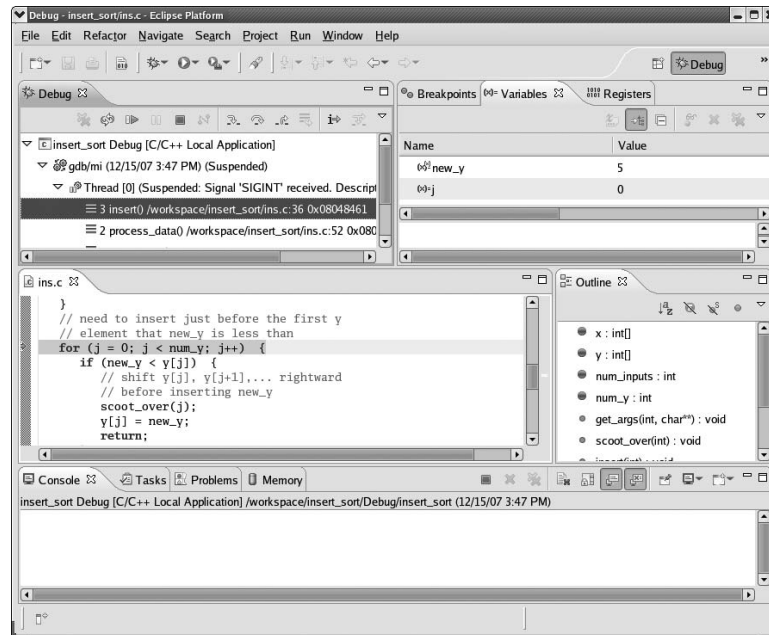 Debug - insert_sort/ins.c - Eclipse Platform
File Edit Refactor Navigate Search Project Run Window Help
Debug
»
Debug
Breakpoints (x)= Variables Registers
insert_sort Debug [C/C++ Local Application]
gdb/mi (12/15/07 3:47 PM) (Suspended)
Thread [0] (Suspended: Signal 'SIGINT' received. Descript
3 insert() /workspace/insert_sort/ins.c:36 0x08048461
2 process_data() /workspace/insert_sort/ins.c:52 0x080
Name Value
new_y 5
(x)= j 0
ins.c
}
// need to insert just before the first y
// element that new_y is less than
for (j = 0; j < num_y; j++) {
if (new_y < y[j]) {
// shift y[j], y[j+1],... rightward
// before inserting new_y
scoot_over(j);
y[j] = new_y;
return;
Outline
x : int[]
y : int[]
num_inputs : int
num_y : int
get_args(int, char**) : void
scoot_over(int) : void
Console Tasks Problems Memory
insert_sort Debug [C/C++ Local Application] /workspace/insert_sort/Debug/insert_sort (12/15/07 3:47 PM)